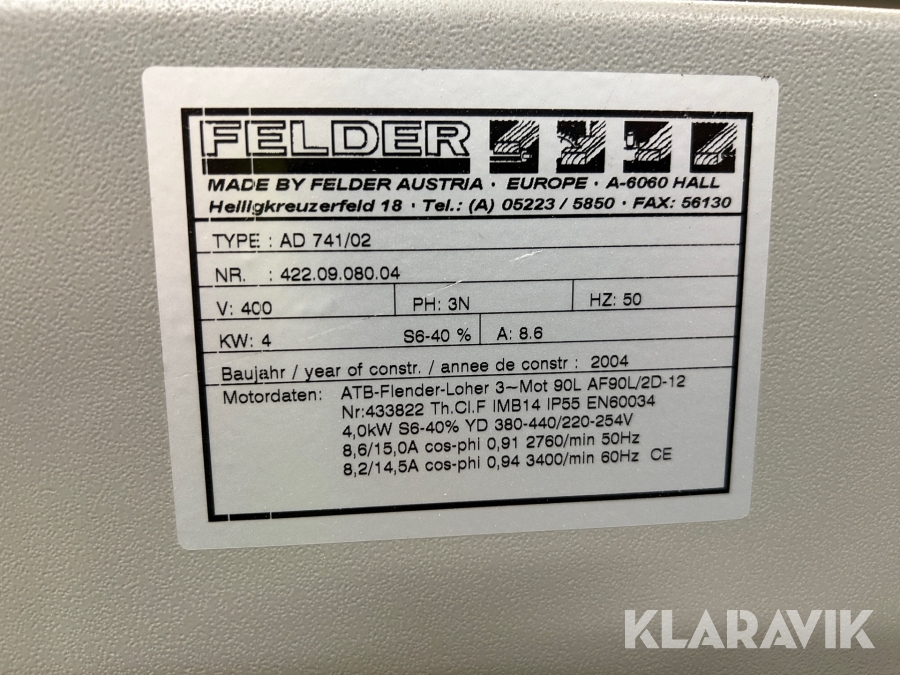 FELDER
MADE BY FELDER AUSTRIA · EUROPE · A-6060 HALL
Heiligkreuzerfeld 18 · Tel.: (A) 05223 / 5850 · FAX: 56130
TYPE : AD 741/02
NR. : 422.09.080.04
V: 400 PH: 3N HZ: 50
KW: 4 S6-40 % A: 8.6
Baujahr / year of constr. / annee de constr : 2004
Motordaten: ATB-Flender-Loher 3~Mot 90L AF90L/2D-12
Nr:433822 Th.Cl.F IMB14 IP55 EN60034
4,0kW S6-40% YD 380-440/220-254V
8,6/15,0A cos-phi 0,91 2760/min 50Hz
8,2/14,5A cos-phi 0,94 3400/min 60Hz CE
KLARAVIK